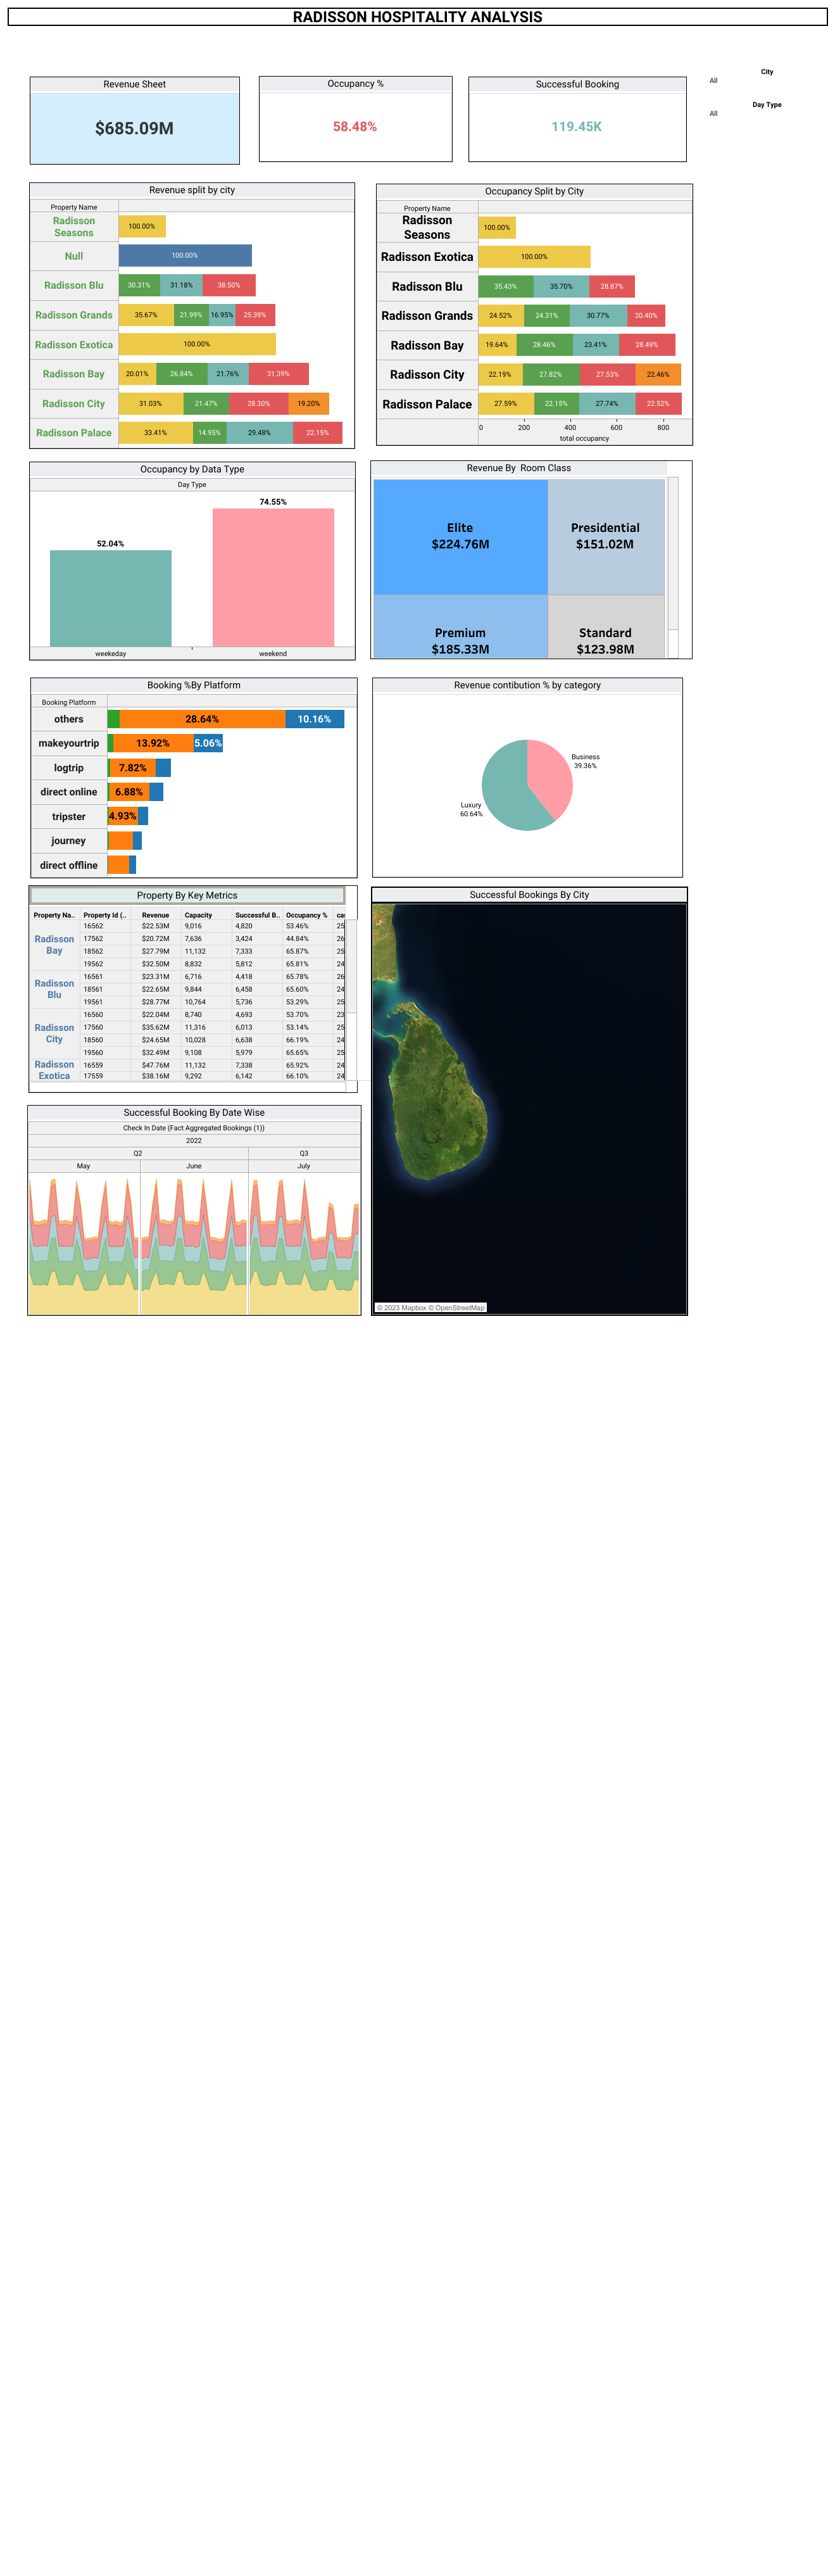 RADISSON HOSPITALITY ANALYSIS
Revenue Sheet
$685.09M
Occupancy %
58.48%
Successful Booking
119.45K
City
All
Day Type
All
Revenue split by city
Property Name
Radisson
Seasons
100.00%
Null
100.00%
Radisson Blu
30.31% 31.18% 38.50%
Radisson Grands
35.67% 21.99% 16.95% 25.39%
Radisson Exotica
100.00%
Radisson Bay
20.01% 26.84% 21.76% 31.39%
Radisson City
31.03% 21.47% 28.30% 19.20%
Radisson Palace
33.41% 14.95% 29.48% 22.15%
Occupancy Split by City
Property Name
Radisson
Seasons
100.00%
Radisson Exotica
100.00%
Radisson Blu
35.43% 35.70% 28.87%
Radisson Grands
24.52% 24.31% 30.77% 20.40%
Radisson Bay
19.64% 28.46% 23.41% 28.49%
Radisson City
22.19% 27.82% 27.53% 22.46%
Radisson Palace
27.59% 22.15% 27.74% 22.52%
0 200 400 600 800
total occupancy
Occupancy by Data Type
Day Type
52.04%
74.55%
weekeday weekend
Revenue By Room Class
Elite
$224.76M
Presidential
$151.02M
Premium
$185.33M
Standard
$123.98M
Booking %By Platform
Booking Platform
others 28.64% 10.16%
makeyourtrip 13.92% 5.06%
logtrip 7.82%
direct online 6.88%
tripster 4.93%
journey
direct offline
Revenue contibution % by category
Business
39.36%
Luxury
60.64%
Property By Key Metrics
Property Na.. Property Id (.. Revenue Capacity Successful B.. Occupancy % ca
Radisson
Bay
16562 $22.53M 9,016 4,820 53.46% 25
17562 $20.72M 7,636 3,424 44.84% 26
18562 $27.79M 11,132 7,333 65.87% 25
19562 $32.50M 8,832 5,812 65.81% 24
Radisson
Blu
16561 $23.31M 6,716 4,418 65.78% 26
18561 $22.65M 9,844 6,458 65.60% 24
19561 $28.77M 10,764 5,736 53.29% 25
Radisson
City
16560 $22.04M 8,740 4,693 53.70% 23
17560 $35.62M 11,316 6,013 53.14% 25
18560 $24.65M 10,028 6,638 66.19% 24
19560 $32.49M 9,108 5,979 65.65% 25
Radisson
Exotica
16559 $47.76M 11,132 7,338 65.92% 24
17559 $38.16M 9,292 6,142 66.10% 24
Successful Bookings By City
© 2023 Mapbox © OpenStreetMap
Successful Booking By Date Wise
Check In Date (Fact Aggregated Bookings (1))
2022
Q2 Q3
May June July